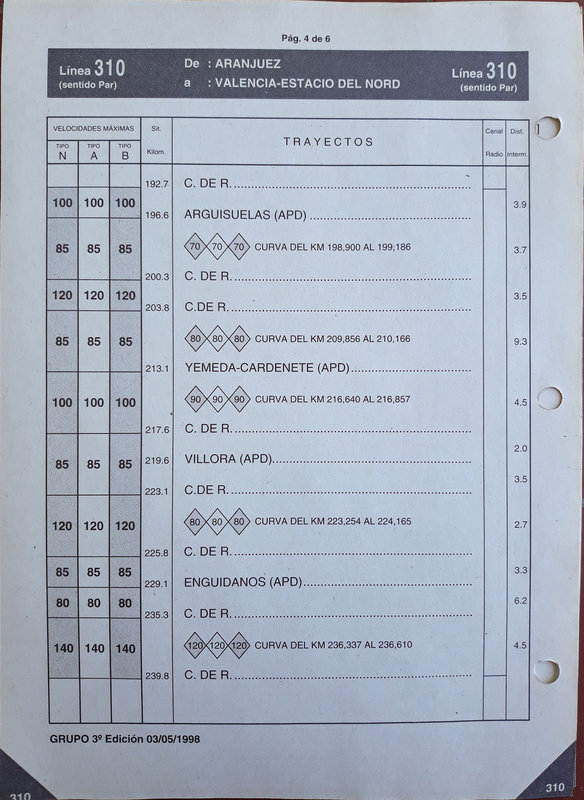 Pág. 4 de 6
Línea 310
(sentido Par)
De : ARANJUEZ
a : VALENCIA-ESTACIO DEL NORD
Línea 310
(sentido Par)
VELOCIDADES MÁXIMAS Sit. Kilom. TRAYECTOS Canal Radio Dist. Interm.
TIPO N TIPO A TIPO B
192.7 C. DE R.
100 100 100 3.9
196.6 ARGUISUELAS (APD)
85 85 85 70 70 70 CURVA DEL KM 198,900 AL 199,186 3.7
200.3 C. DE R.
120 120 120 3.5
203.8 C.DE R.
85 85 85 80 80 80 CURVA DEL KM 209,856 AL 210,166 9.3
213.1 YEMEDA-CARDENETE (APD)
100 100 100 90 90 90 CURVA DEL KM 216,640 AL 216,857 4.5
217.6 C. DE R.
2.0
219.6 VILLORA (APD)
85 85 85 3.5
223.1 C.DE R.
120 120 120 80 80 80 CURVA DEL KM 223,254 AL 224,165 2.7
225.8 C. DE R.
85 85 85 3.3
229.1 ENGUIDANOS (APD)
80 80 80 6.2
235.3 C. DE R.
140 140 140 120 120 120 CURVA DEL KM 236,337 AL 236,610 4.5
239.8 C. DE R.
GRUPO 3º Edición 03/05/1998
310 310